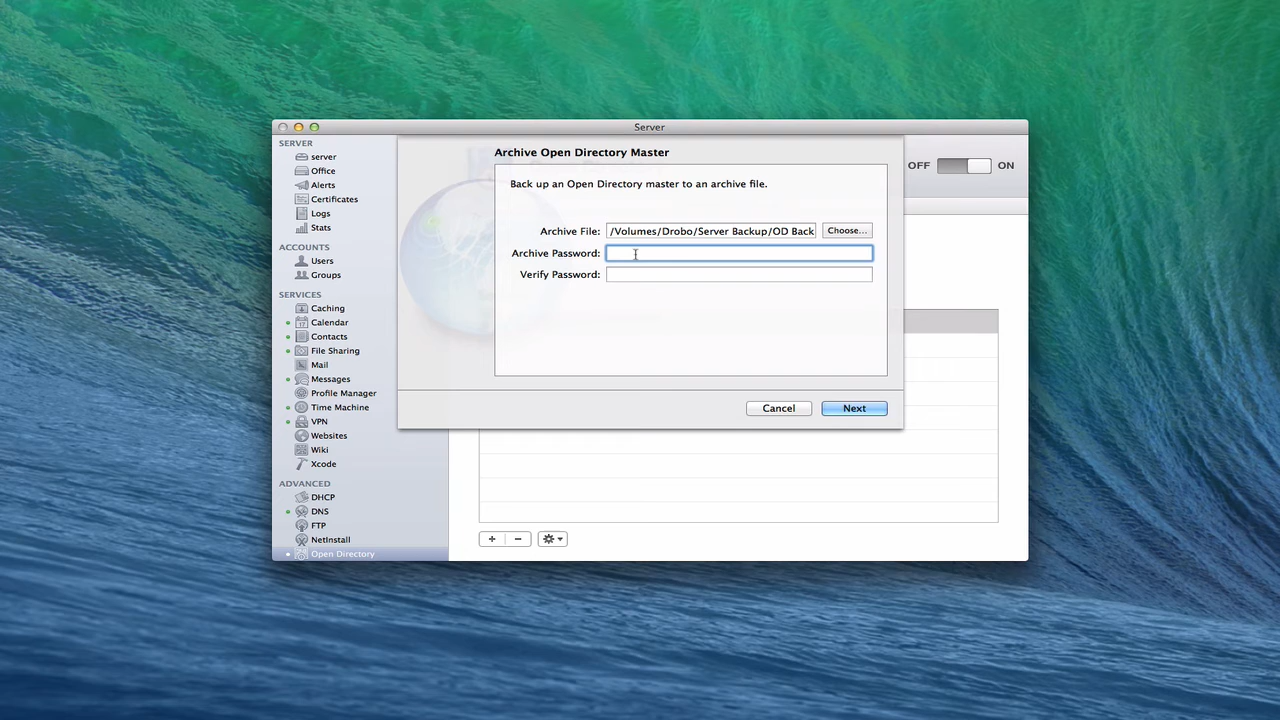 Server
SERVER
server
Office
Alerts
Certificates
Logs
Stats
ACCOUNTS
Users
Groups
SERVICES
Caching
17
Calendar
Contacts
File Sharing
Mail
Messages
Profile Manager
Time Machine
VPN
Websites
Wiki
Xcode
ADVANCED
DHCP
DNS
FTP
NetInstall
Open Directory
Archive Open Directory Master
Back up an Open Directory master to an archive file.
Archive File: /Volumes/Drobo/Server Backup/OD Back Choose...
Archive Password:
Verify Password:
Cancel Next
OFF ON